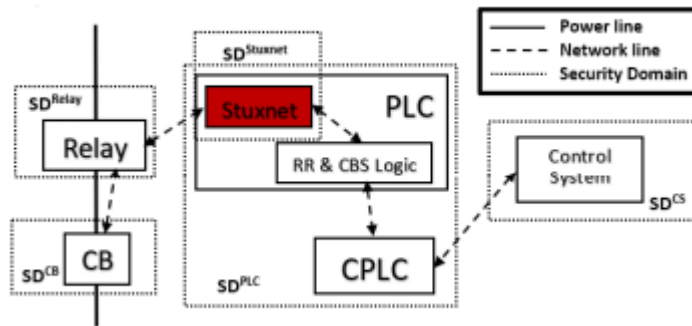 Power line
Network line
Security Domain
SD^Stuxnet
SD^Relay
Stuxnet
PLC
Relay
RR & CBS Logic
Control
System
SD^CS
CB
SD^CB
CPLC
SD^PLC